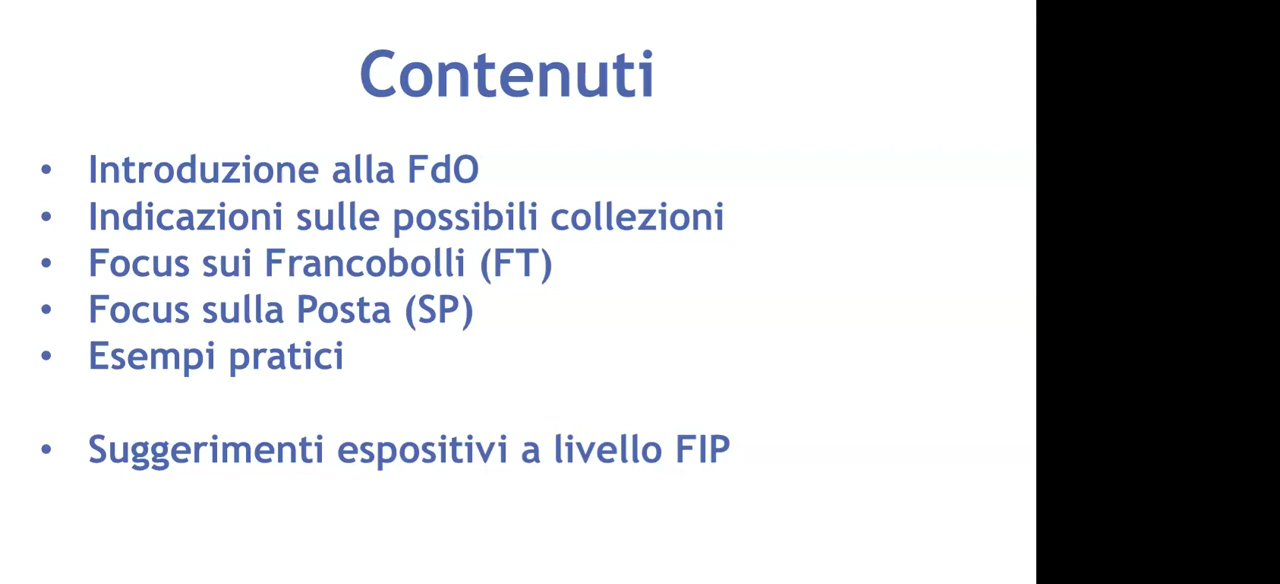 Contenuti
• Introduzione alla FdO
• Indicazioni sulle possibili collezioni
• Focus sui Francobolli (FT)
• Focus sulla Posta (SP)
• Esempi pratici
• Suggerimenti espositivi a livello FIP